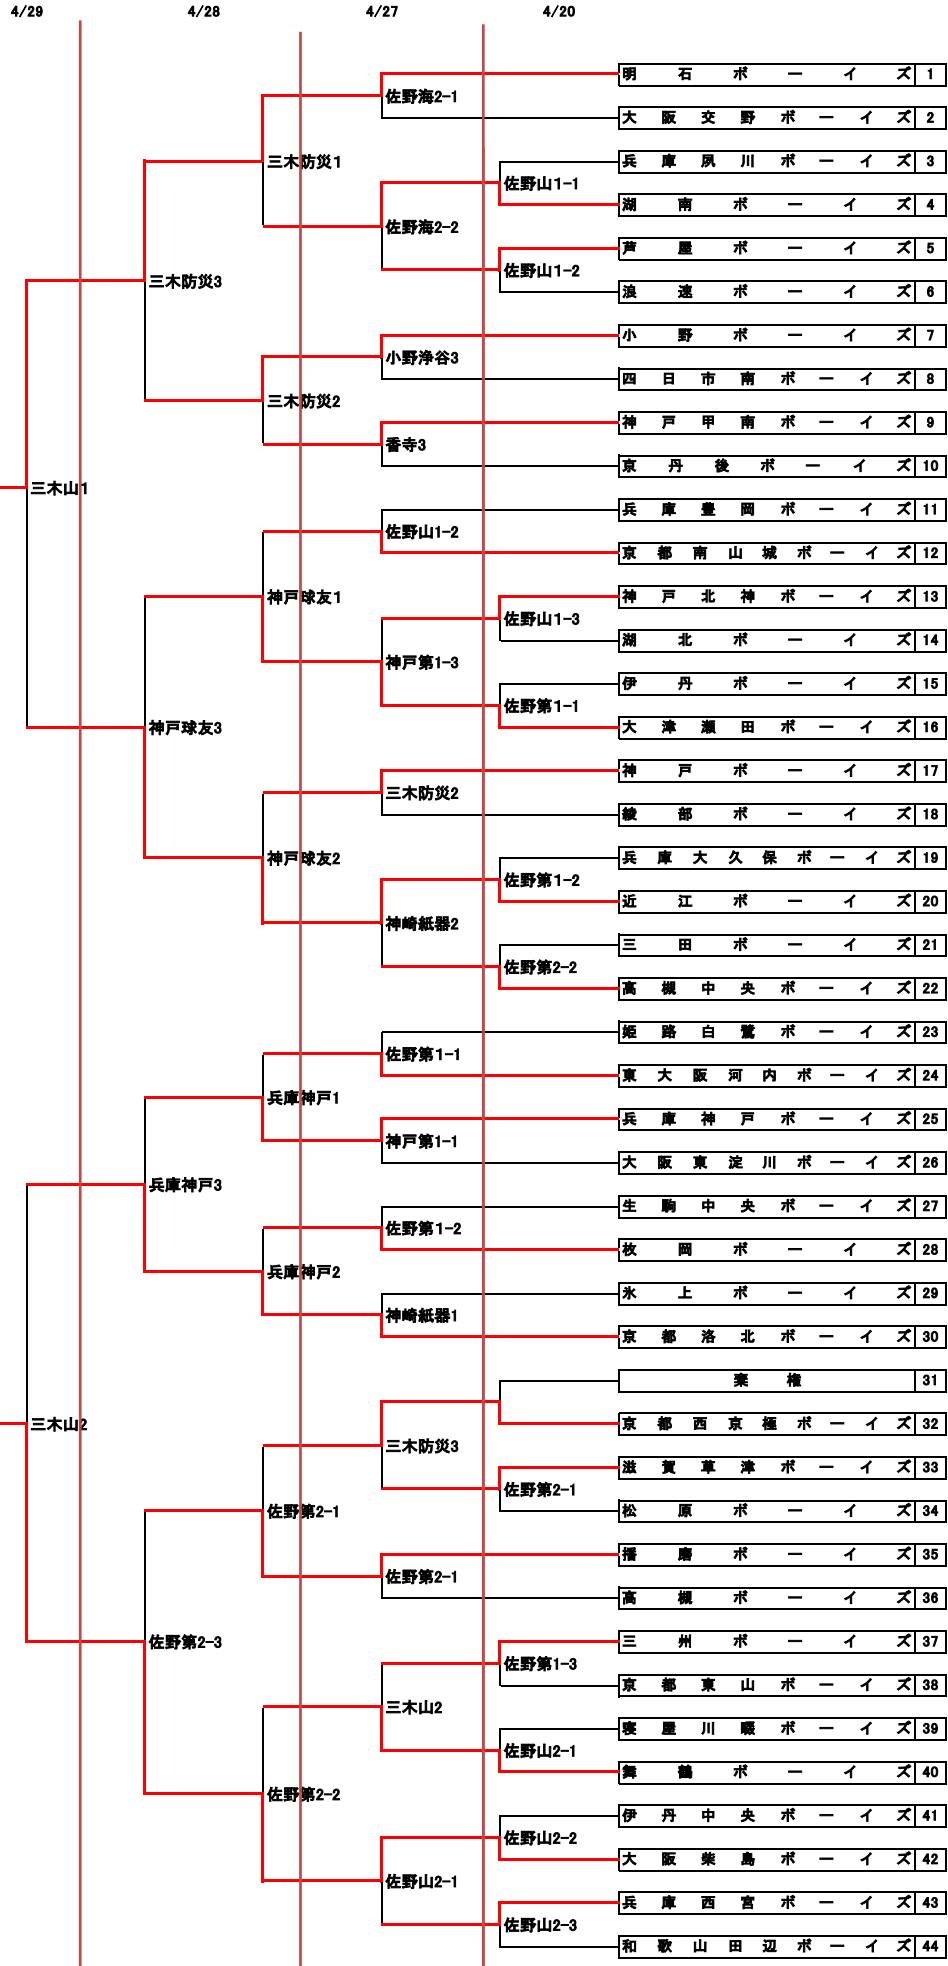 4/29 4/28 4/27 4/20
明石ボーイズ 1
佐野海2-1
大阪交野ボーイズ 2
三木防災1
兵庫夙川ボーイズ 3
佐野山1-1
湖南ボーイズ 4
佐野海2-2
芦屋ボーイズ 5
佐野山1-2
三木防災3
浪速ボーイズ 6
小野ボーイズ 7
小野浄谷3
四日市南ボーイズ 8
三木防災2
神戸甲南ボーイズ 9
香寺3
京丹後ボーイズ 10
三木山1
兵庫豊岡ボーイズ 11
佐野山1-2
京都南山城ボーイズ 12
神戸球友1
神戸北神ボーイズ 13
佐野山1-3
湖北ボーイズ 14
神戸第1-3
伊丹ボーイズ 15
佐野第1-1
神戸球友3
大津瀬田ボーイズ 16
神戸ボーイズ 17
三木防災2
綾部ボーイズ 18
神戸球友2
兵庫大久保ボーイズ 19
佐野第1-2
近江ボーイズ 20
神崎紙器2
三田ボーイズ 21
佐野第2-2
高槻中央ボーイズ 22
姫路白鷺ボーイズ 23
佐野第1-1
東大阪河内ボーイズ 24
兵庫神戸1
兵庫神戸ボーイズ 25
神戸第1-1
大阪東淀川ボーイズ 26
兵庫神戸3
生駒中央ボーイズ 27
佐野第1-2
枚岡ボーイズ 28
兵庫神戸2
氷上ボーイズ 29
神崎紙器1
京都洛北ボーイズ 30
棄権 31
三木山2
京都西京極ボーイズ 32
三木防災3
滋賀草津ボーイズ 33
佐野第2-1
松原ボーイズ 34
佐野第2-1
播磨ボーイズ 35
佐野第2-1
高槻ボーイズ 36
佐野第2-3
三州ボーイズ 37
佐野第1-3
京都東山ボーイズ 38
三木山2
寝屋川畷ボーイズ 39
佐野山2-1
舞鶴ボーイズ 40
佐野第2-2
伊丹中央ボーイズ 41
佐野山2-2
大阪柴島ボーイズ 42
佐野山2-1
兵庫西宮ボーイズ 43
佐野山2-3
和歌山田辺ボーイズ 44